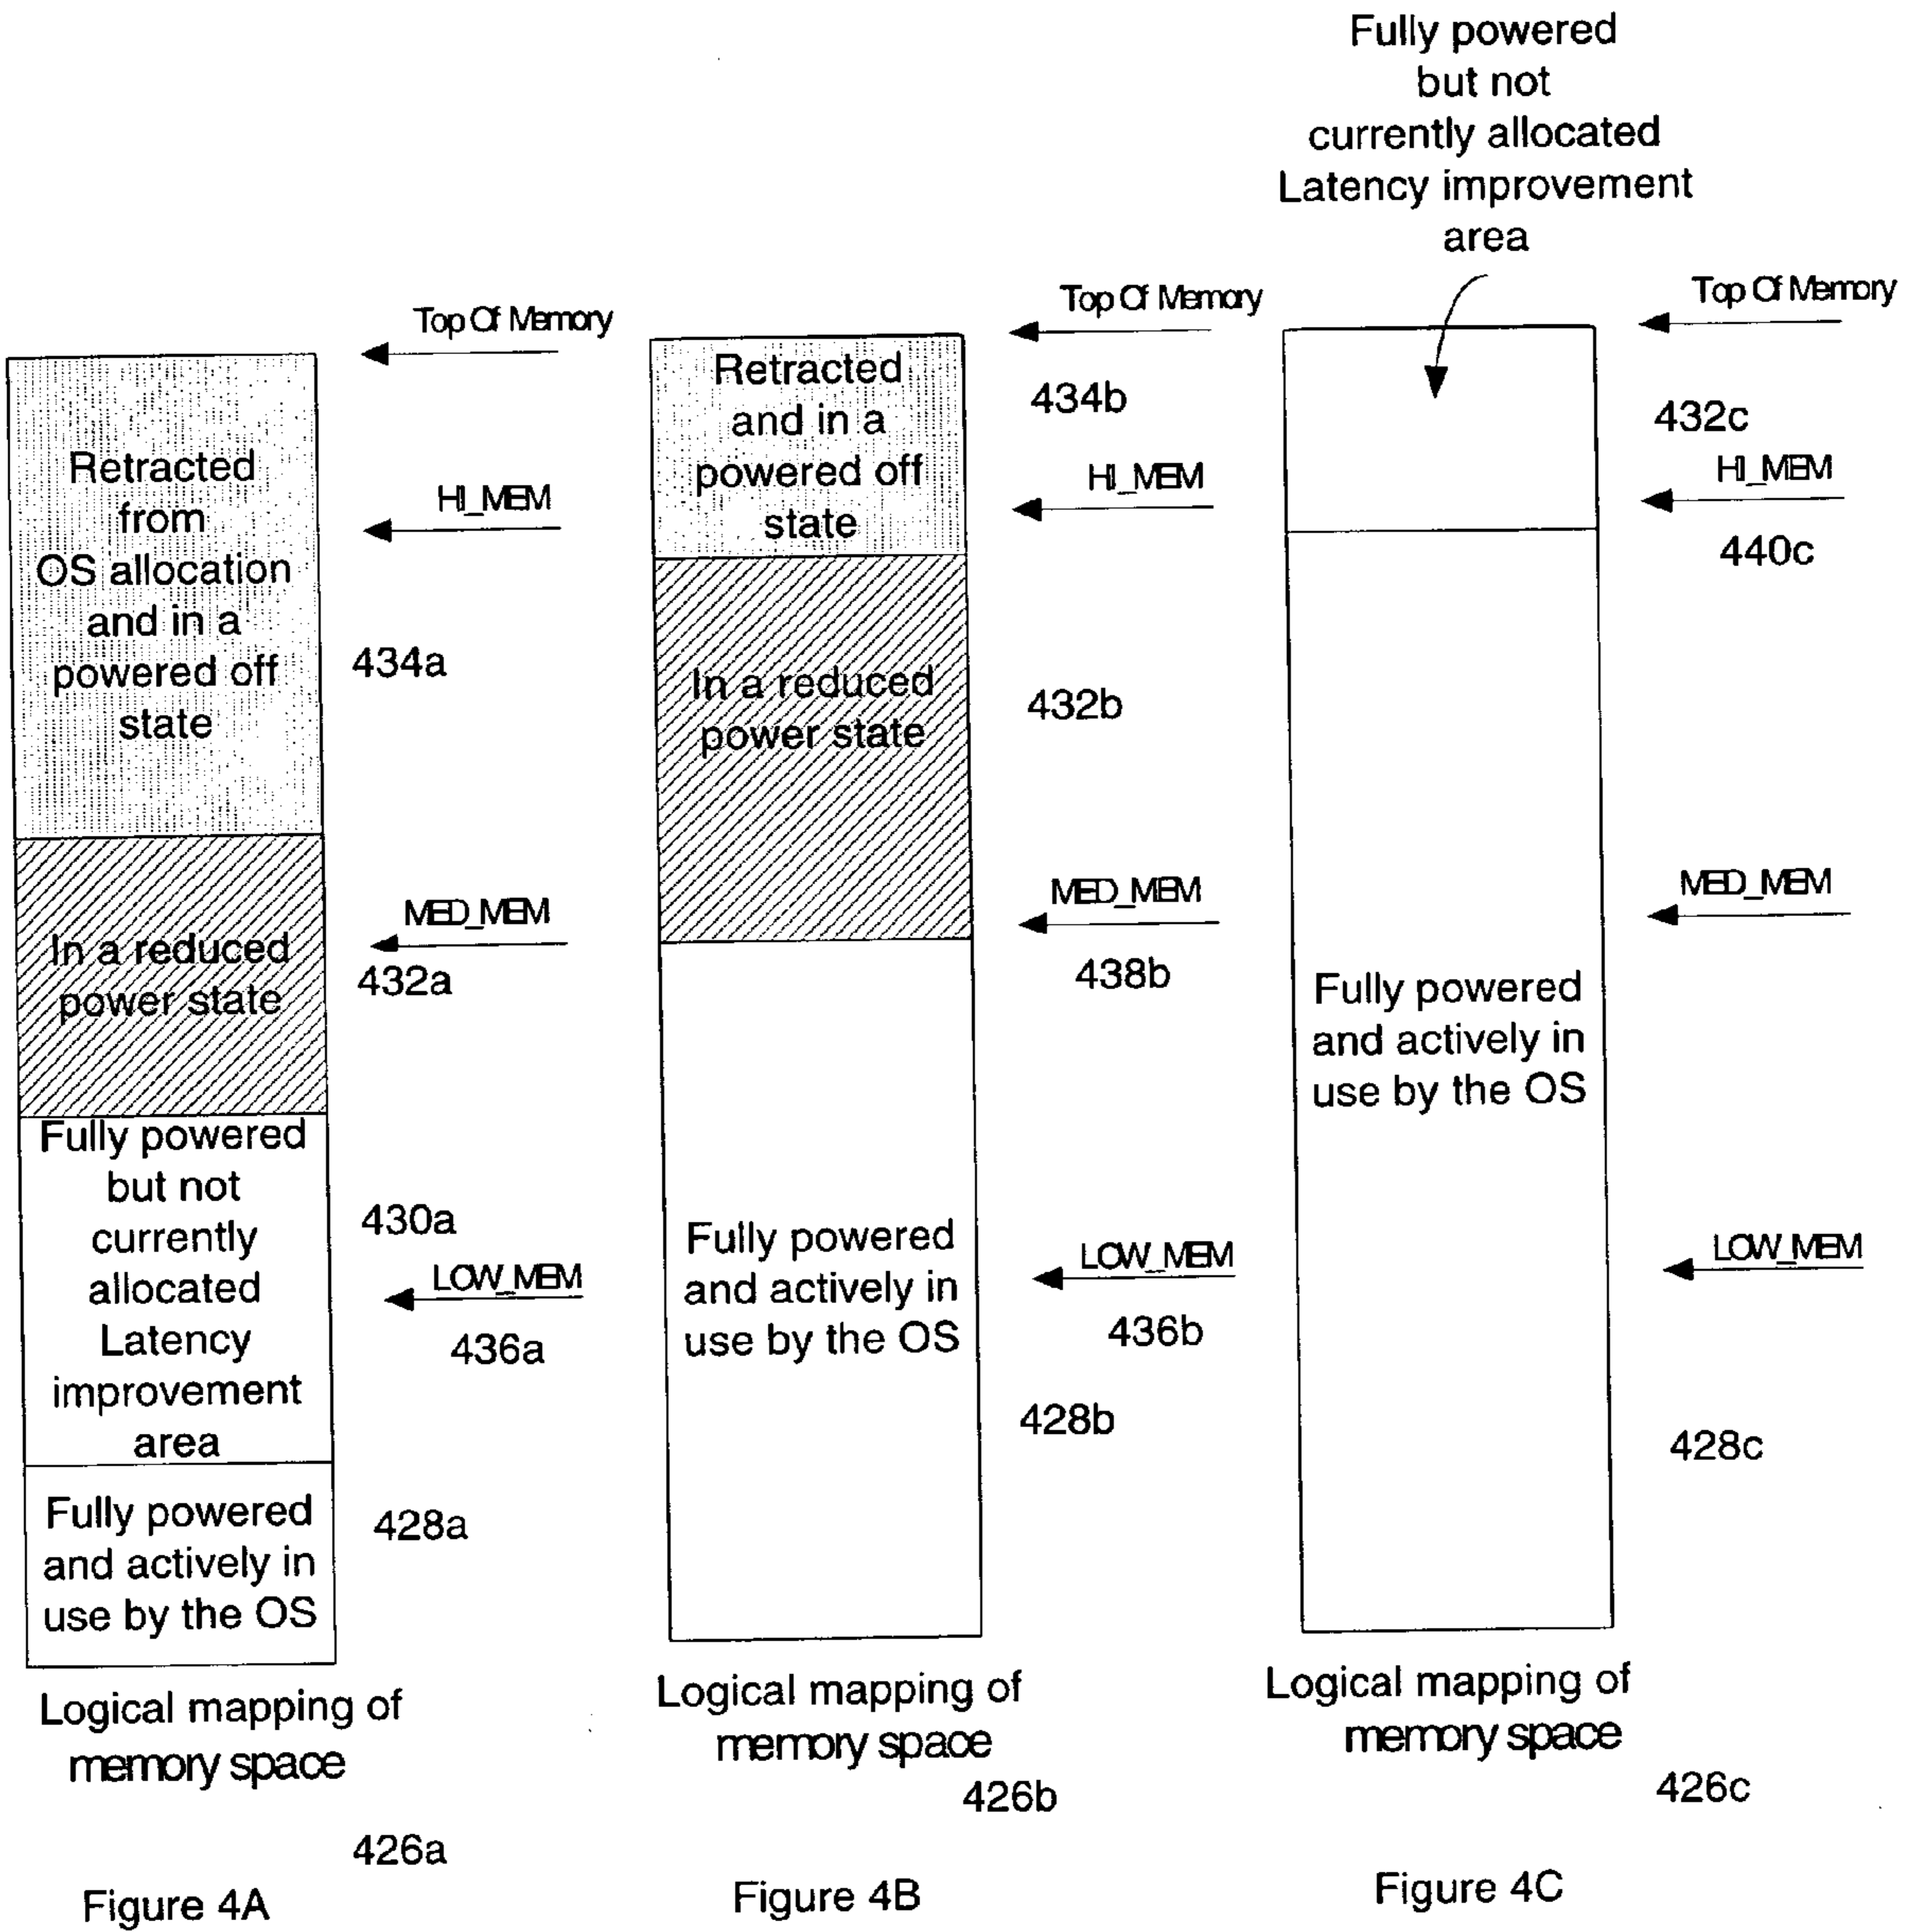 Top Of Memory
Retracted
from
OS allocation
and in a
powered off
state
HI_MEM
434a
In a reduced
power state
MED_MEM
432a
Fully powered
but not
currently
allocated
Latency
improvement
area
430a
LOW_MEM
436a
Fully powered
and actively in
use by the OS
428a
Logical mapping of
memory space
426a
Figure 4A
Top Of Memory
Retracted
and in a
powered off
state
434b
HI_MEM
In a reduced
power state
432b
MED_MEM
438b
Fully powered
and actively in
use by the OS
LOW_MEM
436b
428b
Logical mapping of
memory space
426b
Figure 4B
Fully powered
but not
currently allocated
Latency improvement
area
Top Of Memory
432c
HI_MEM
440c
MED_MEM
Fully powered
and actively in
use by the OS
LOW_MEM
428c
Logical mapping of
memory space
426c
Figure 4C